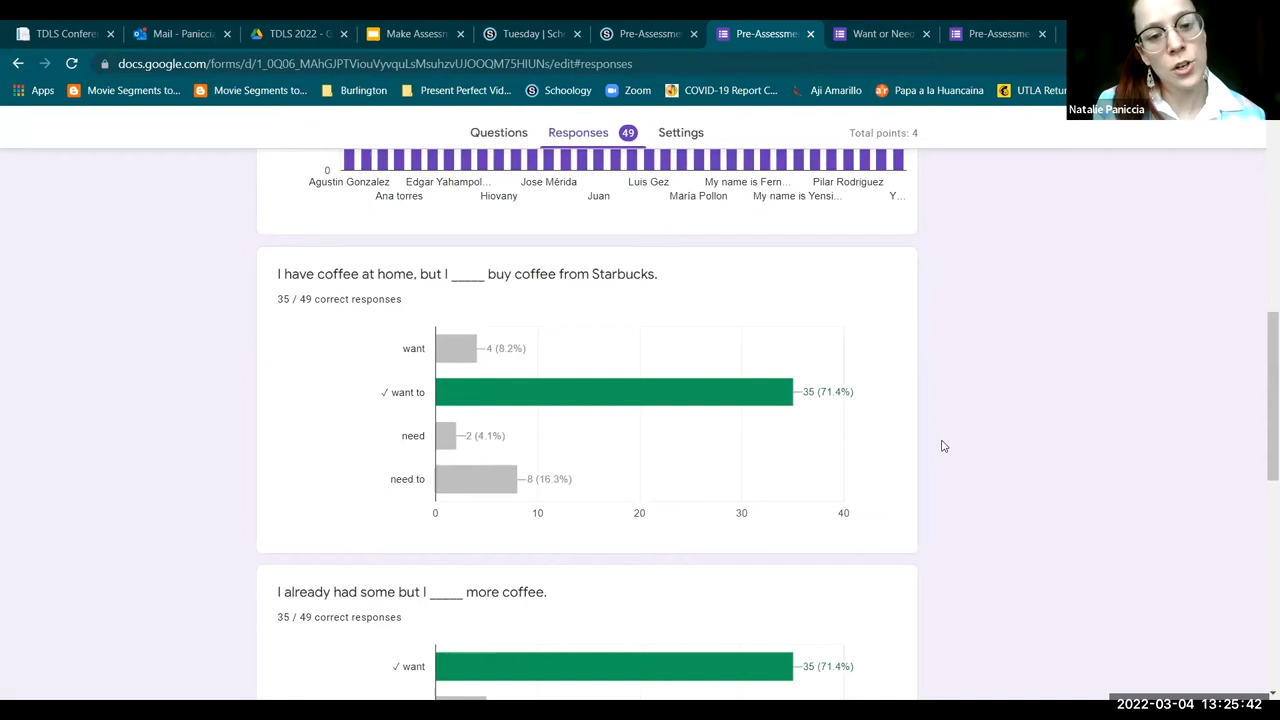 TDLS Conferen
Mail - Paniccia
TDLS 2022 - G
Make Assessm
Tuesday | Scho
Pre-Assessme
Pre-Assessme
Want or Need
Pre-Assessme
docs.google.com/forms/d/1_0Q06_MAhGJPTViouVyvquLsMsuhzvUJOOQM75HIUNs/edit#responses
Apps
Movie Segments to...
Movie Segments to...
Burlington
Present Perfect Vid...
Schoology
Zoom
COVID-19 Report C...
Aji Amarillo
Papa a la Huancaina
UTLA Retu
Natalie Paniccia
Questions Responses 49 Settings
Total points: 4
0
Agustin Gonzalez Edgar Yahampol... Jose Mérida Luis Gez My name is Fern... Pilar Rodriguez
Ana torres Hiovany Juan María Pollon My name is Yensi... Y...
I have coffee at home, but I _____ buy coffee from Starbucks.
35 / 49 correct responses
want 4 (8.2%)
✓ want to 35 (71.4%)
need 2 (4.1%)
need to 8 (16.3%)
0 10 20 30 40
I already had some but I _____ more coffee.
35 / 49 correct responses
✓ want 35 (71.4%)
2022-03-04 13:25:42